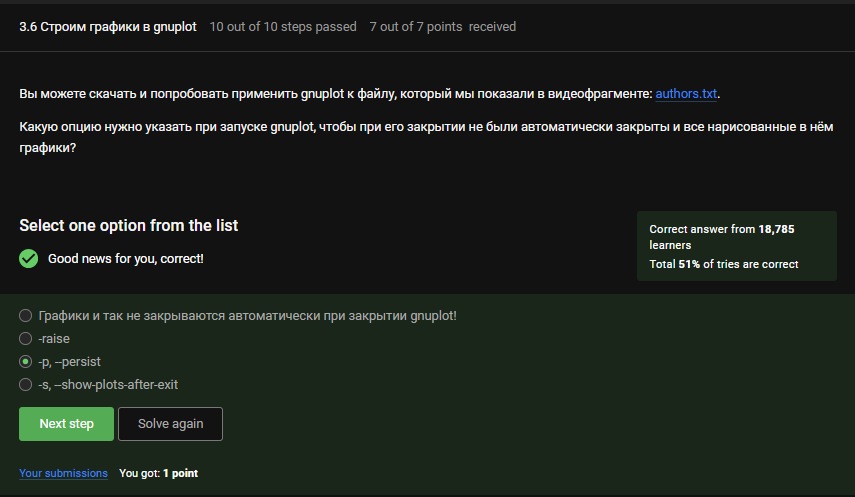 3.6 Строим графики в gnuplot 10 out of 10 steps passed 7 out of 7 points received
Вы можете скачать и попробовать применить gnuplot к файлу, который мы показали в видеофрагменте: authors.txt.
Какую опцию нужно указать при запуске gnuplot, чтобы при его закрытии не были автоматически закрыты и все нарисованные в нём
графики?
Select one option from the list
Correct answer from 18,785
learners
Total 51% of tries are correct
Good news for you, correct!
Графики и так не закрываются автоматически при закрытии gnuplot!
-raise
-p, --persist
-s, --show-plots-after-exit
Next step Solve again
Your submissions You got: 1 point